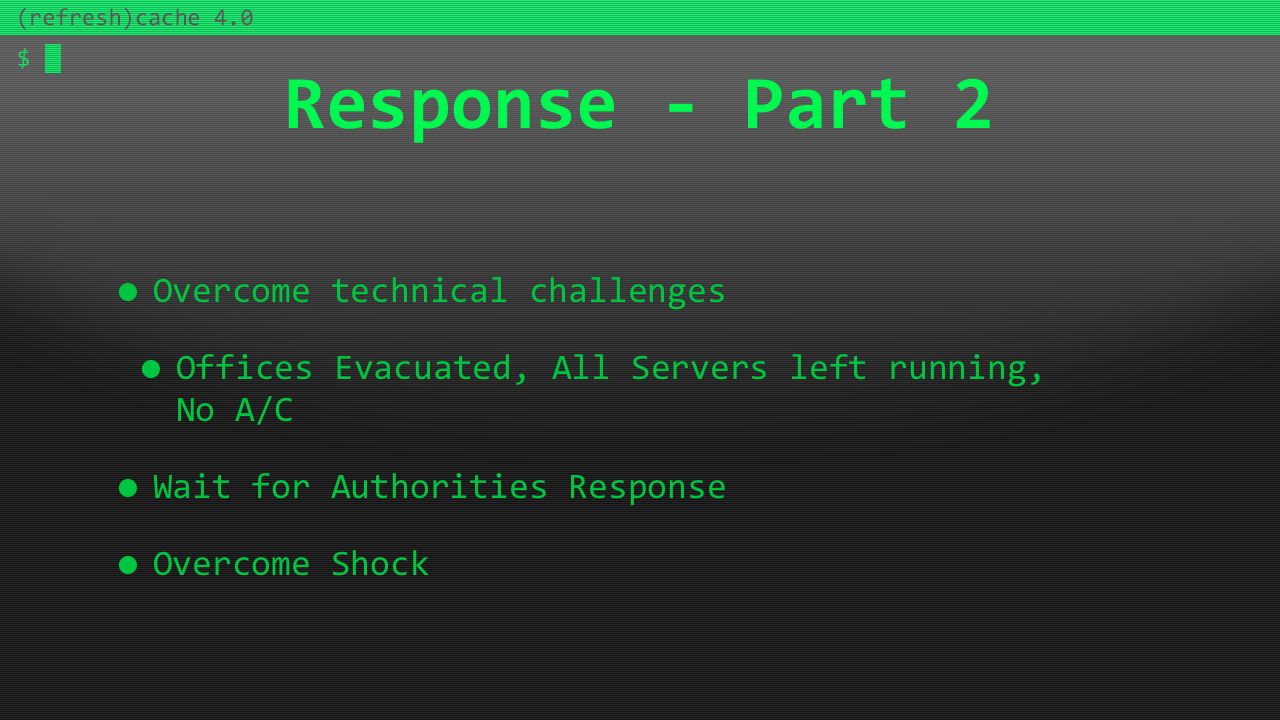 (refresh)cache 4.0
$
Response - Part 2
● Overcome technical challenges
● Offices Evacuated, All Servers left running,
No A/C
● Wait for Authorities Response
● Overcome Shock